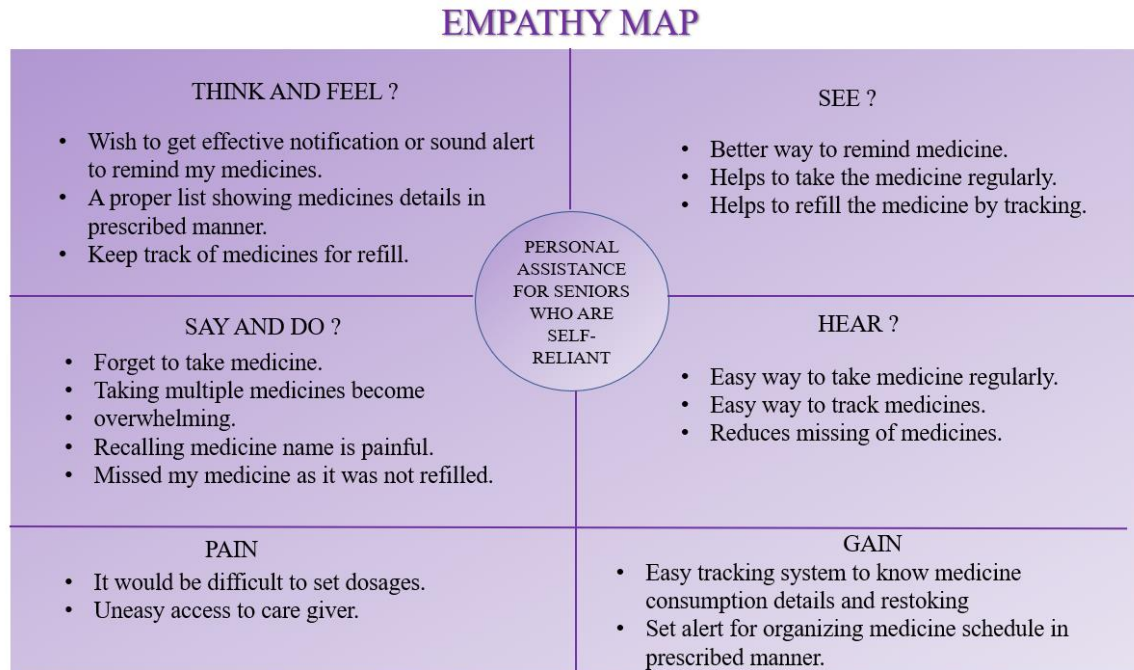 EMPATHY MAP
THINK AND FEEL ?
• Wish to get effective notification or sound alert
to remind my medicines.
• A proper list showing medicines details in
prescribed manner.
• Keep track of medicines for refill.
SEE ?
• Better way to remind medicine.
• Helps to take the medicine regularly.
• Helps to refill the medicine by tracking.
PERSONAL
ASSISTANCE
FOR SENIORS
WHO ARE
SELF-
RELIANT
SAY AND DO ?
• Forget to take medicine.
• Taking multiple medicines become
• overwhelming.
• Recalling medicine name is painful.
• Missed my medicine as it was not refilled.
HEAR ?
• Easy way to take medicine regularly.
• Easy way to track medicines.
• Reduces missing of medicines.
PAIN
• It would be difficult to set dosages.
• Uneasy access to care giver.
GAIN
• Easy tracking system to know medicine
consumption details and restoking
• Set alert for organizing medicine schedule in
prescribed manner.